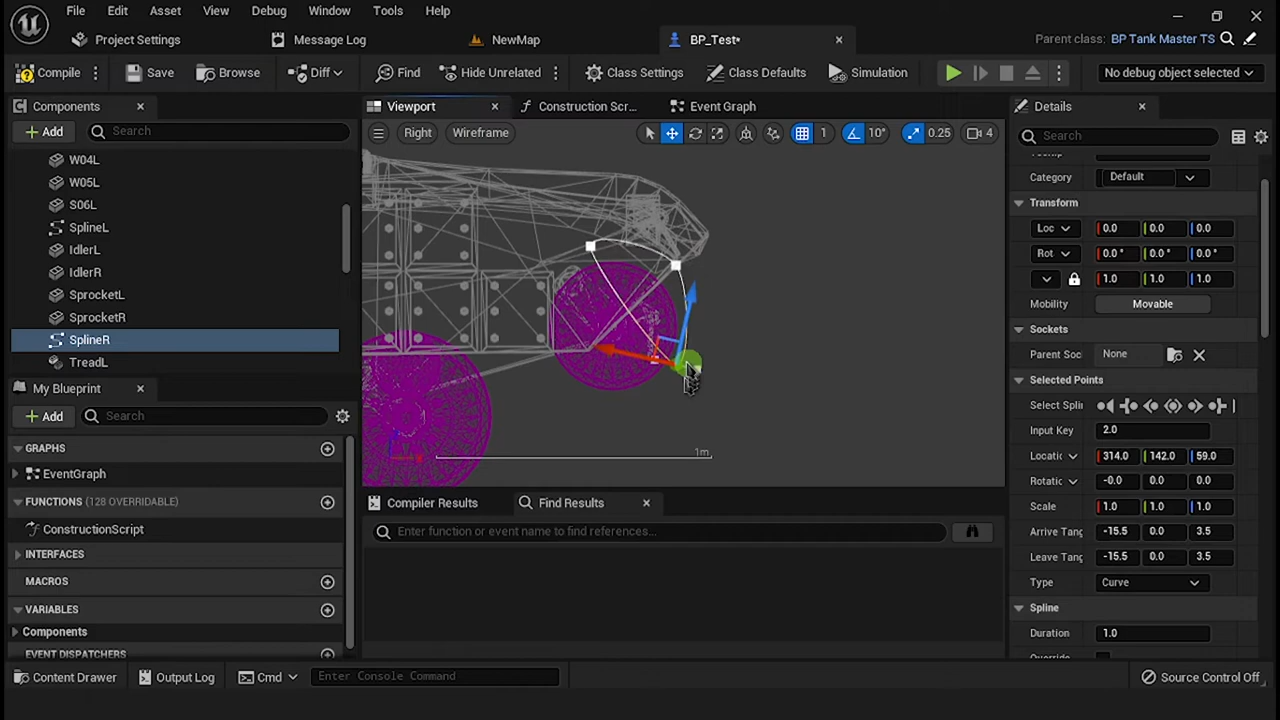 File Edit Asset View Debug Window Tools Help
Project Settings Message Log NewMap BP_Test• Parent class: BP Tank Master TS
Compile Save Browse Diff Find Hide Unrelated Class Settings Class Defaults Simulation No debug object selected
Components Viewport Construction Scr... Event Graph Details
Add Search Right Wireframe 1 10° 0.25 4 Search
W04L
W05L
S06L
SplineL
IdlerL
IdlerR
SprocketL
SprocketR
SplineR
TreadL
1m
Category Default
Transform
Loc 0.0 0.0 0.0
Rot 0.0° 0.0° 0.0°
1.0 1.0 1.0
Mobility Movable
Sockets
Parent Soc None
Selected Points
Select Splin
Input Key 2.0
Locatic 314.0 142.0 59.0
Rotatic -0.0 0.0 0.0
Scale 1.0 1.0 1.0
Arrive Tang -15.5 0.0 3.5
Leave Tang -15.5 0.0 3.5
Type Curve
Spline
Duration 1.0
My Blueprint
Add Search
GRAPHS
EventGraph
FUNCTIONS (128 OVERRIDABLE)
ConstructionScript
INTERFACES
MACROS
VARIABLES
Components
EVENT DISPATCHERS
Compiler Results Find Results
Enter function or event name to find references...
Content Drawer Output Log Cmd Enter Console Command Source Control Off